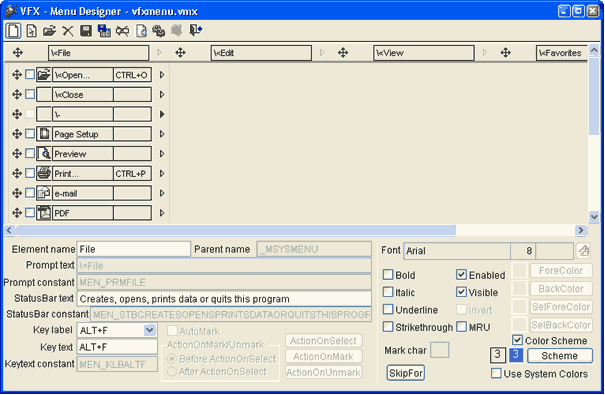 VFX - Menu Designer - vfxmenu.vmx
\<File \<Edit \<View \<Favorites
\<Open... CTRL+O
\<Close
\-
Page Setup
Preview
Print... CTRL+P
e-mail
PDF
Element name File Parent name _MSYSMENU
Prompt text \<File
Prompt constant MEN_PRMFILE
StatusBar text Creates, opens, prints data or quits this program
StatusBar constant MEN_STBCREATESOPENSPRINTSDATAORQUITSTHISPROGF
Key label ALT+F
Key text ALT+F
Keytext constant MEN_KLBALTF
AutoMark
ActionOnMark/Unmark
Before ActionOnSelect
After ActionOnSelect
ActionOnSelect
ActionOnMark
ActionOnUnmark
Font Arial 8
Bold Enabled ForeColor
Italic Visible BackColor
Underline Invert SelForeColor
Strikethrough MRU SelBackColor
Mark char Color Scheme
3 3 Scheme
SkipFor Use System Colors